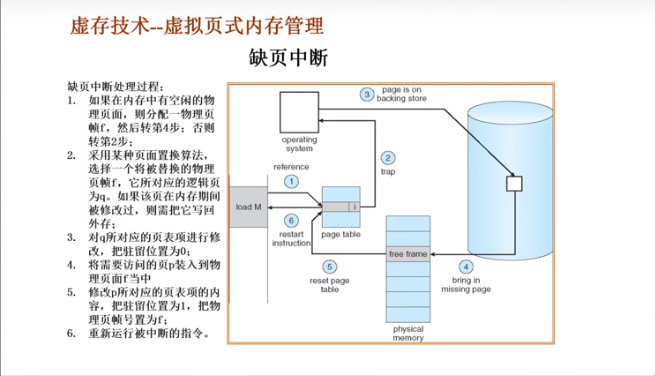 虚存技术--虚拟页式内存管理
缺页中断
缺页中断处理过程:
1. 如果在内存中有空闲的物
理页面，则分配一物理页
帧f，然后转第4步；否则
转第2步；
2. 采用某种页面置换算法，
选择一个将被替换的物理
页帧f，它所对应的逻辑页
为q。如果该页在内存期间
被修改过，则需把它写回
外存；
3. 对q所对应的页表项进行修
改，把驻留位置为0；
4. 将需要访问的页p装入到物
理页面f当中
5. 修改p所对应的页表项的内
容，把驻留位置为1，把物
理页帧号置为f；
6. 重新运行被中断的指令。
3
page is on
backing store
operating
system
2
trap
reference
1
load M
i
6
restart
instruction
page table
free frame
5
reset page
table
4
bring in
missing page
physical
memory